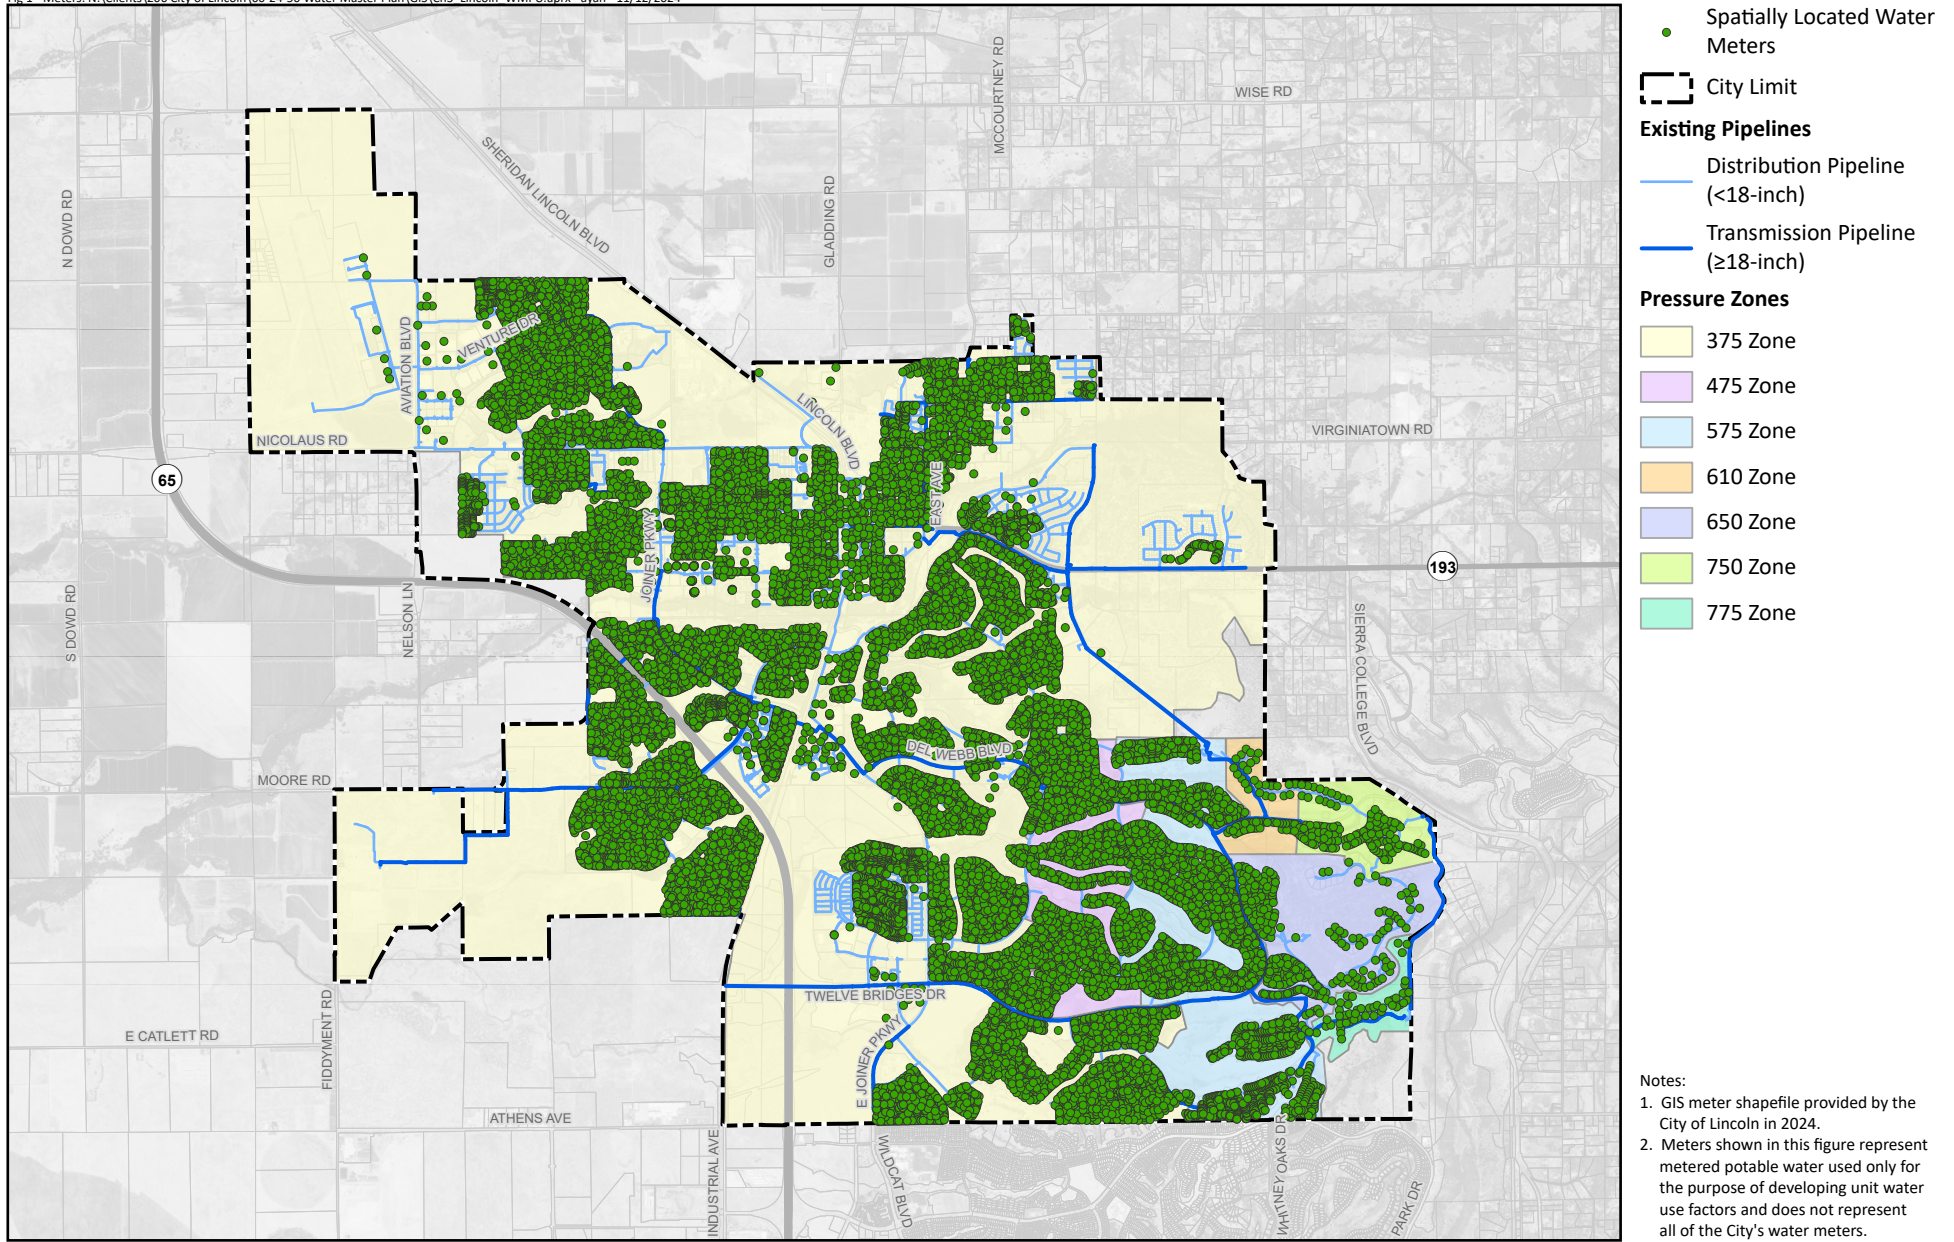 Spatially Located Water
Meters
City Limit
Existing Pipelines
Distribution Pipeline
(<18-inch)
Transmission Pipeline
(≥18-inch)
Pressure Zones
375 Zone
475 Zone
575 Zone
610 Zone
650 Zone
750 Zone
775 Zone
WISE RD
MCCOURTNEY RD
SHERIDAN LINCOLN BLVD
GLADDING RD
N DOWD RD
VENTURE DR
AVIATION BLVD
LINCOLN BLVD
NICOLAUS RD
VIRGINIATOWN RD
65
EAST AVE
JOINER PKWY
193
S DOWD RD
NELSON LN
SIERRA COLLEGE BLVD
DEL WEBB BLVD
MOORE RD
TWELVE BRIDGES DR
FIDDYMENT RD
E CATLETT RD
E JOINER PKWY
ATHENS AVE
INDUSTRIAL AVE
WILDCAT BLVD
WHITNEY OAKS DR
PARK DR
Notes:
1. GIS meter shapefile provided by the
City of Lincoln in 2024.
2. Meters shown in this figure represent
metered potable water used only for
the purpose of developing unit water
use factors and does not represent
all of the City's water meters.